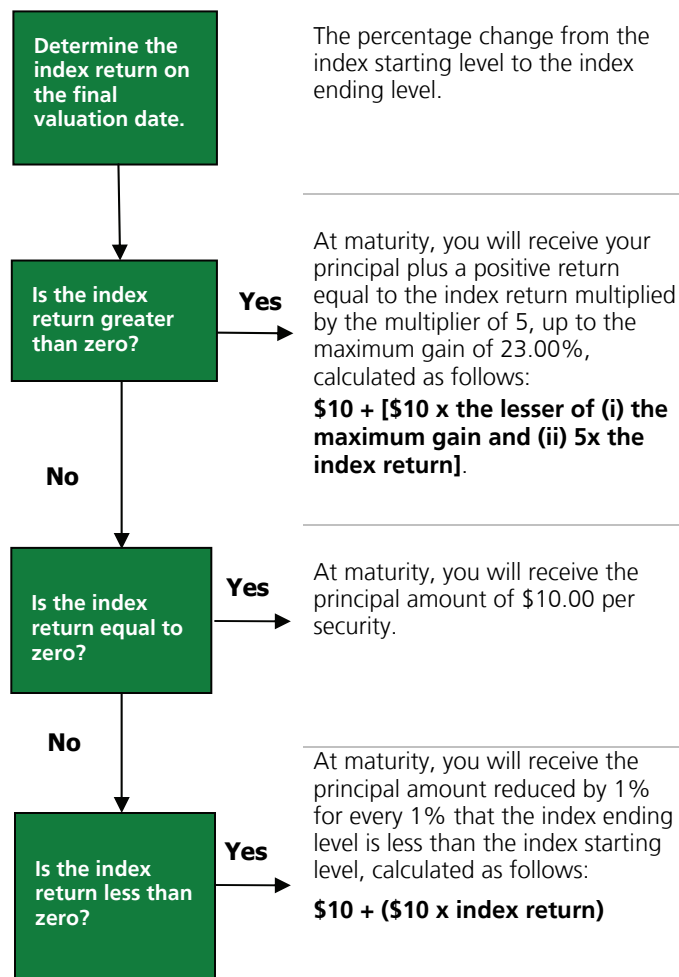 Determine the
index return on
the final
valuation date.
The percentage change from the
index starting level to the index
ending level.
Is the index
return greater
than zero?
Yes
At maturity, you will receive your
principal plus a positive return
equal to the index return multiplied
by the multiplier of 5, up to the
maximum gain of 23.00%,
calculated as follows:
$10 + [$10 x the lesser of (i) the
maximum gain and (ii) 5x the
index return].
No
Is the index
return equal to
zero?
Yes
At maturity, you will receive the
principal amount of $10.00 per
security.
No
Is the index
return less than
zero?
Yes
At maturity, you will receive the
principal amount reduced by 1%
for every 1% that the index ending
level is less than the index starting
level, calculated as follows:
$10 + ($10 x index return)